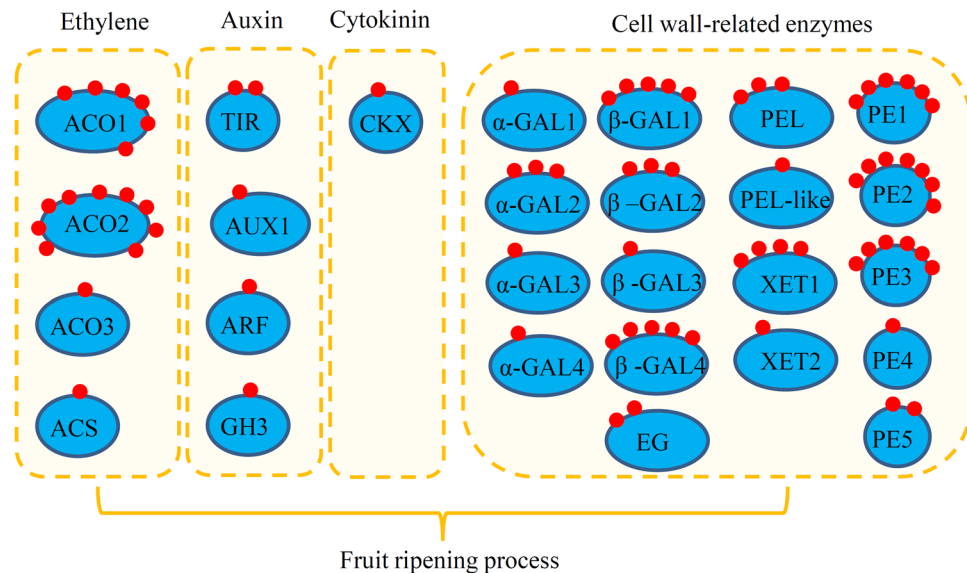 Ethylene
Auxin
Cytokinin
Cell wall-related enzymes
ACO1
ACO2
ACO3
ACS
TIR
AUX1
ARF
GH3
CKX
α-GAL1
α-GAL2
α-GAL3
α-GAL4
β-GAL1
β –GAL2
β -GAL3
β -GAL4
EG
PEL
PEL-like
XET1
XET2
PE1
PE2
PE3
PE4
PE5
Fruit ripening process